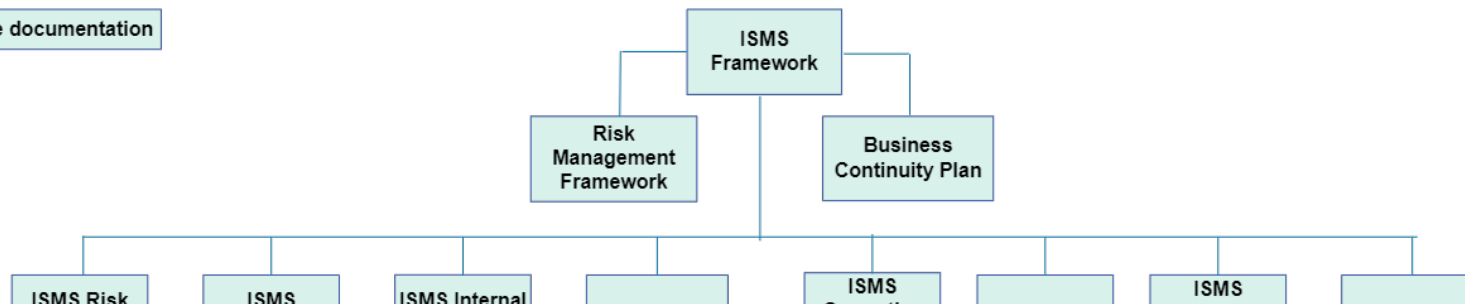 documentation
ISMS
Framework
Risk
Management
Framework
Business
Continuity Plan
ISMS Risk
ISMS
ISMS Internal
ISMS
ISMS